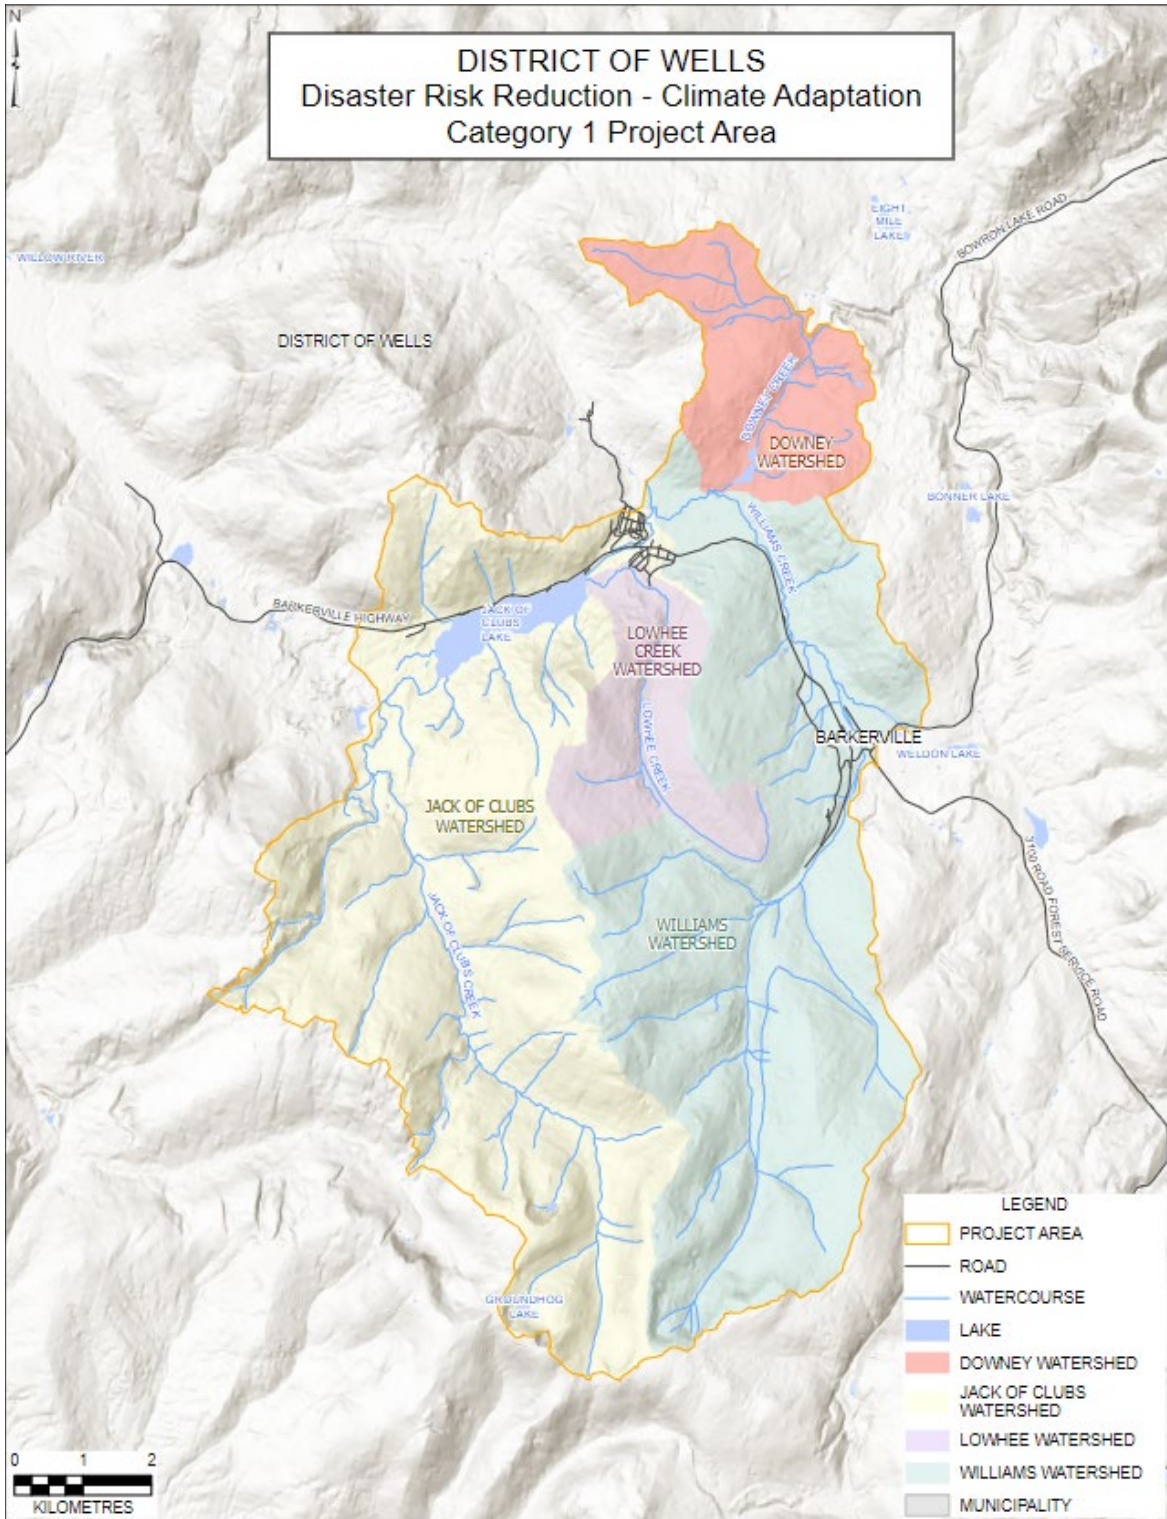 N
DISTRICT OF WELLS
Disaster Risk Reduction - Climate Adaptation
Category 1 Project Area
EIGHT
MILE
LAKE
BOWRON LAKE ROAD
WILLOW RIVER
DISTRICT OF WELLS
DOWNEY CREEK
DOWNEY
WATERSHED
BONNER LAKE
WILLIAMS CREEK
BARKERVILLE HIGHWAY
JACK OF
CLUBS
LAKE
LOWHEE
CREEK
WATERSHED
LOWHEE CREEK
BARKERVILLE
WELDON LAKE
JACK OF CLUBS
WATERSHED
3100 ROAD FOREST SERVICE ROAD
JACK OF CLUBS CREEK
WILLIAMS
WATERSHED
GROUNDHOG
LAKE
LEGEND
PROJECT AREA
ROAD
WATERCOURSE
LAKE
DOWNEY WATERSHED
JACK OF CLUBS
WATERSHED
LOWHEE WATERSHED
WILLIAMS WATERSHED
MUNICIPALITY
0 1 2
KILOMETRES